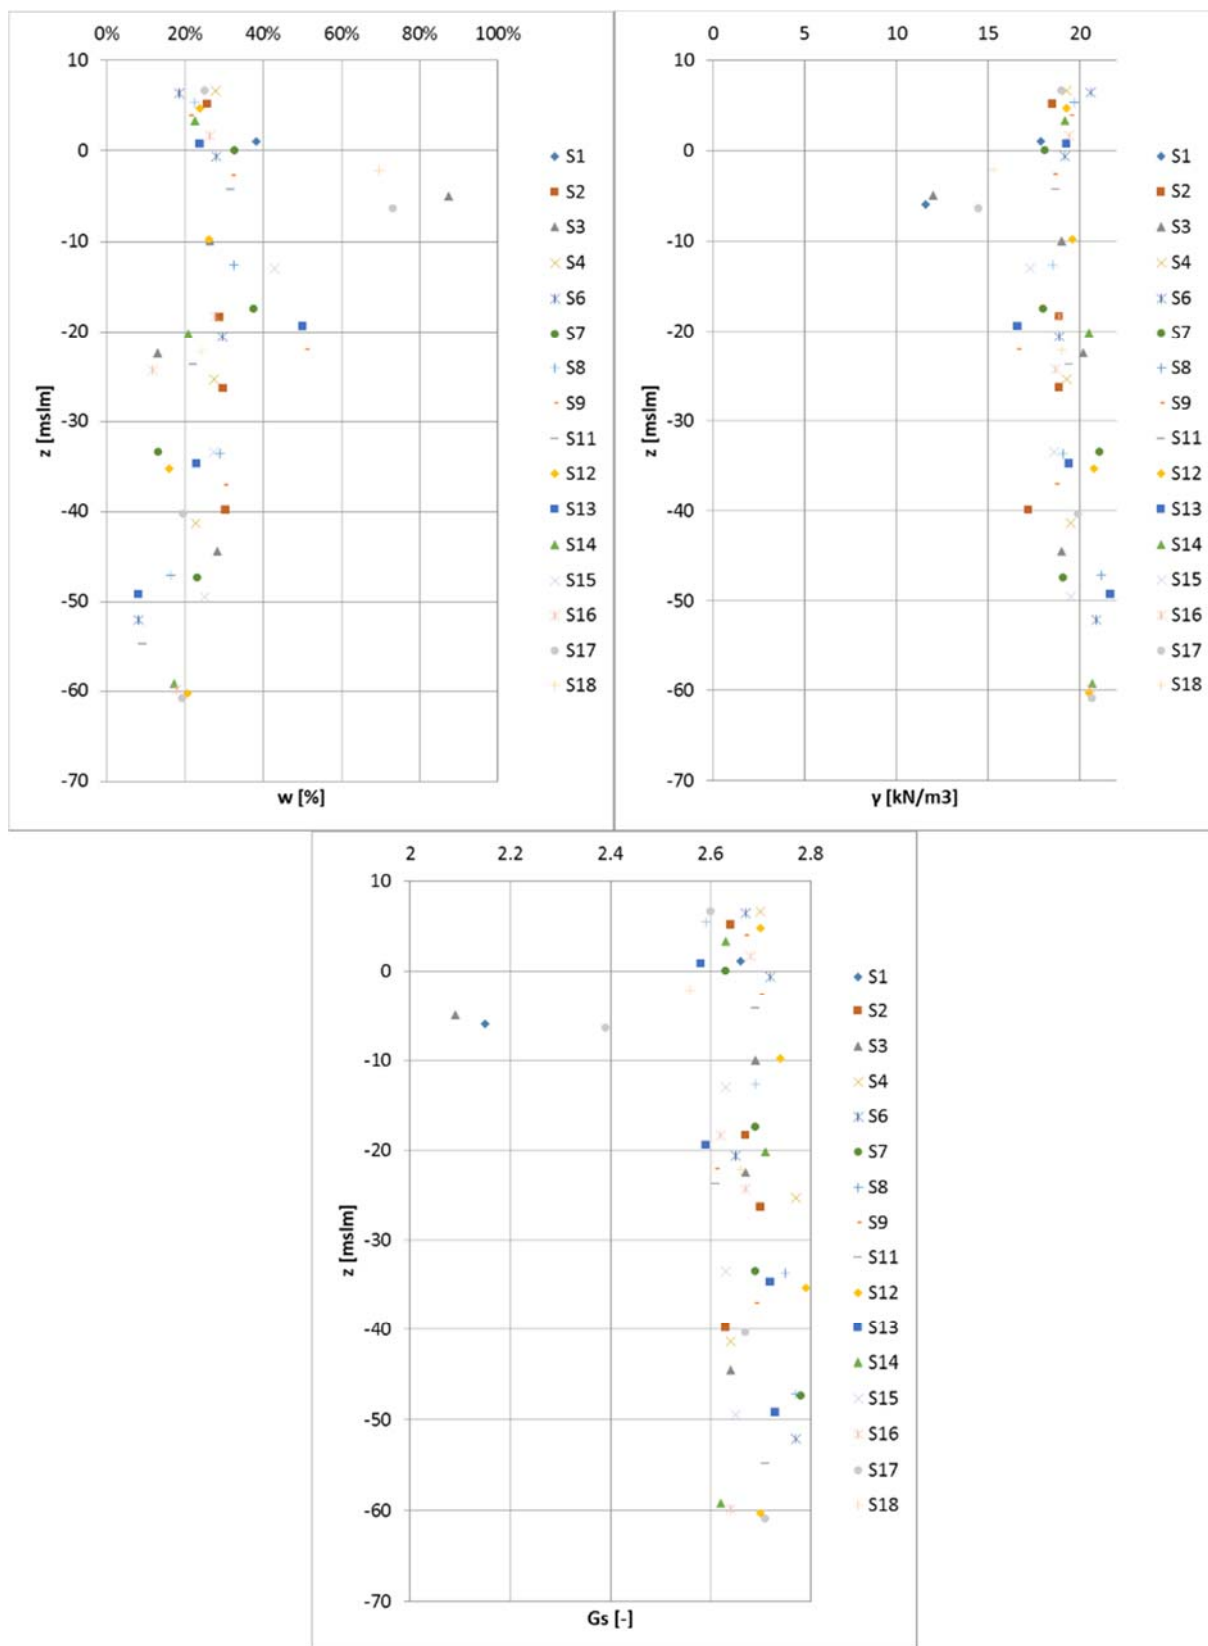 0% 20% 40% 60% 80% 100%
10
0
-10
-20
-30
-40
-50
-60
-70
z [mslm]
w [%]
S1
S2
S3
S4
S6
S7
S8
S9
S11
S12
S13
S14
S15
S16
S17
S18
0 5 10 15 20
10
0
-10
-20
-30
-40
-50
-60
-70
z [mslm]
γ [kN/m3]
S1
S2
S3
S4
S6
S7
S8
S9
S11
S12
S13
S14
S15
S16
S17
S18
2 2.2 2.4 2.6 2.8
10
0
-10
-20
-30
-40
-50
-60
-70
z [mslm]
Gs [-]
S1
S2
S3
S4
S6
S7
S8
S9
S11
S12
S13
S14
S15
S16
S17
S18